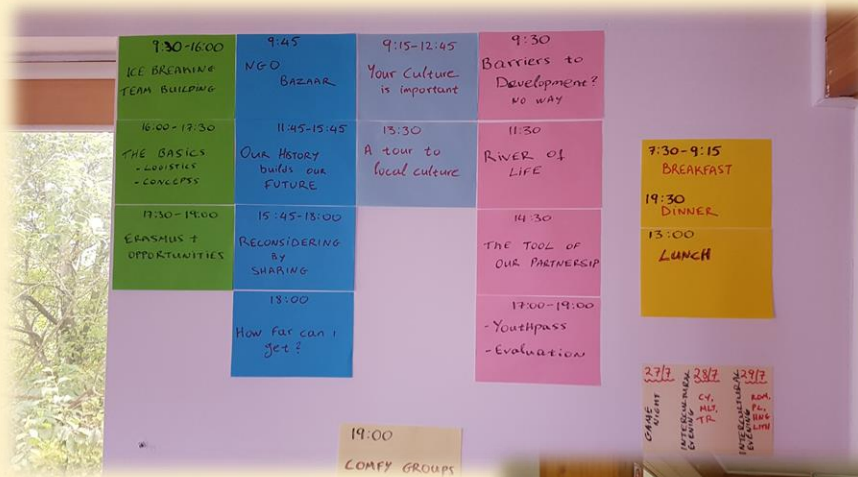 9:30-16:00
ICE BREAKING
TEAM BUILDING
16:00-17:30
THE BASICS
- LOGISTICS
- CONCEPSS
17:30-19:00
ERASMUS +
OPPORTUNITIES
9:45
NGO
BAZAAR
11:45-15:45
OUR HSTORY
builds our
FUTURE
15:45-18:00
RECONSIDERING
BY
SHARING
18:00
How far can i
get?
9:15-12:45
Your Culture
is important
13:30
A tour to
local culture
9:30
Barriers to
Development?
NO WAY
11:30
RIVER of
LIFE
14:30
THE TOOL OF
OUR PARTNERSIP
17:00-19:00
-Youthpass
-Evaluation
7:30-9:15
BREAKFAST
19:30
DINNER
13:00
LUNCH
27/7
GAME
NIGHT
28/7
INTERCULTURAL
EVENING
CY,
MLT,
TR
29/7
INTERCULTURAL
EVENING
ROM,
PL,
HNG
LITH
19:00
COMFY GROUPS